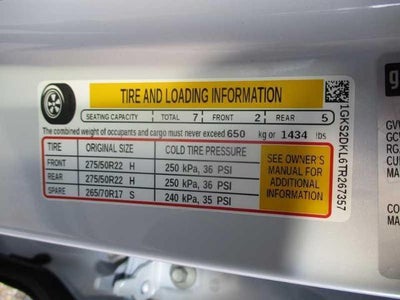 TIRE AND LOADING INFORMATION
SEATING CAPACITY TOTAL 7 FRONT 2 REAR 5
The combined weight of occupants and cargo must never exceed 650 kg or 1434 lbs
TIRE ORIGINAL SIZE COLD TIRE PRESSURE
FRONT 275/50R22 H 250 kPa, 36 PSI
REAR 275/50R22 H 250 kPa, 36 PSI
SPARE 265/70R17 S 240 kPa, 35 PSI
SEE OWNER'S
MANUAL FOR
ADDITIONAL
INFORMATION
1GKS2DKL6TR267357